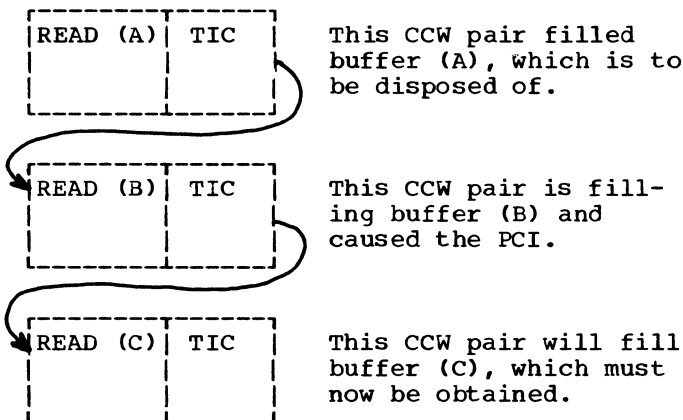 READ (A) TIC
This CCW pair filled
buffer (A), which is to
be disposed of.
READ (B) TIC
This CCW pair is fill-
ing buffer (B) and
caused the PCI.
READ (C) TIC
This CCW pair will fill
buffer (C), which must
now be obtained.